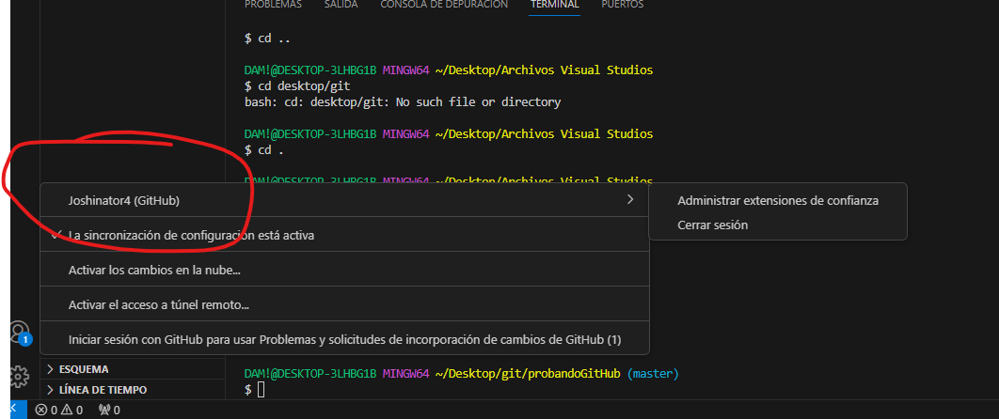 PROBLEMAS SALIDA CONSOLA DE DEPURACIÓN TERMINAL PUERTOS
$ cd ..
DAM!@DESKTOP-3LHBG1B MINGW64 ~/Desktop/Archivos Visual Studios
$ cd desktop/git
bash: cd: desktop/git: No such file or directory
DAM!@DESKTOP-3LHBG1B MINGW64 ~/Desktop/Archivos Visual Studios
$ cd .
DAM!@DESKTOP-3LHBG1B MINGW64 ~/Desktop/Archivos Visual Studios
Joshinator4 (GitHub)
Administrar extensiones de confianza
Cerrar sesión
La sincronización de configuración está activa
Activar los cambios en la nube...
Activar el acceso a túnel remoto...
Iniciar sesión con GitHub para usar Problemas y solicitudes de incorporación de cambios de GitHub (1)
1
ESQUEMA
LÍNEA DE TIEMPO
DAM!@DESKTOP-3LHBG1B MINGW64 ~/Desktop/git/probandoGitHub (master)
$
0 0 0